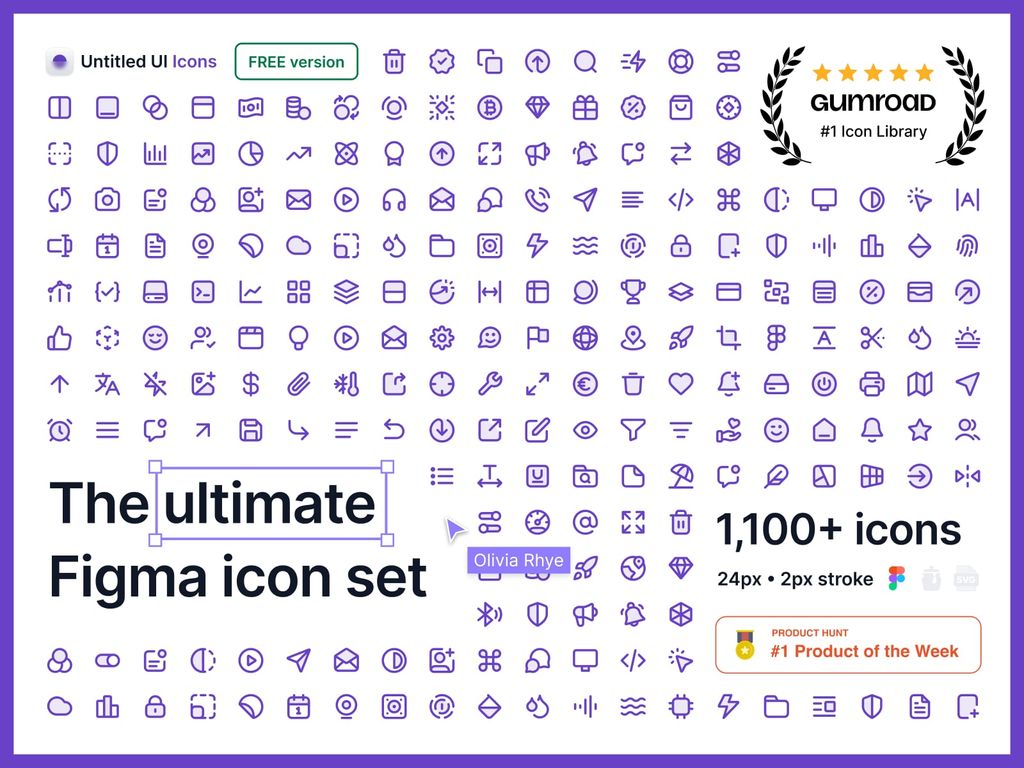 Untitled UI Icons
FREE version
GUMROAD
#1 Icon Library
The ultimate
Figma icon set
Olivia Rhye
1,100+ icons
24px • 2px stroke
SVG
PRODUCT HUNT
#1 Product of the Week